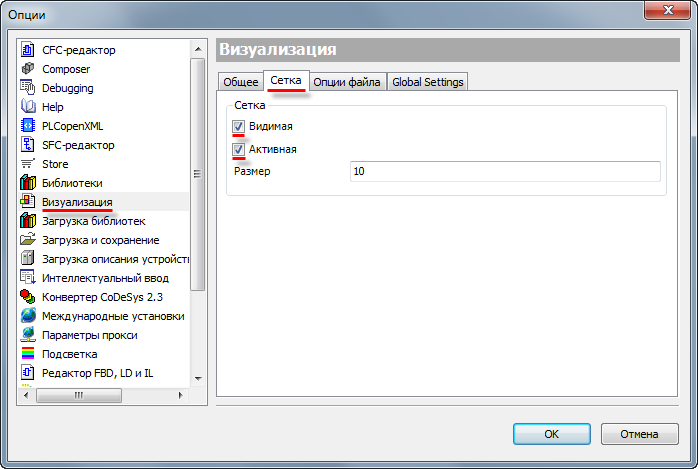 Опции
CFC-редактор
Composer
Debugging
Help
PLCopenXML
SFC-редактор
Store
Библиотеки
Визуализация
Загрузка библиотек
Загрузка и сохранение
Загрузка описания устройств
Интеллектуальный ввод
Конвертер CoDeSys 2.3
Международные установки
Параметры прокси
Подсветка
Редактор FBD, LD и IL
Визуализация
Общее Сетка Опции файла Global Settings
Сетка
Видимая
Активная
Размер 10
OK Отмена